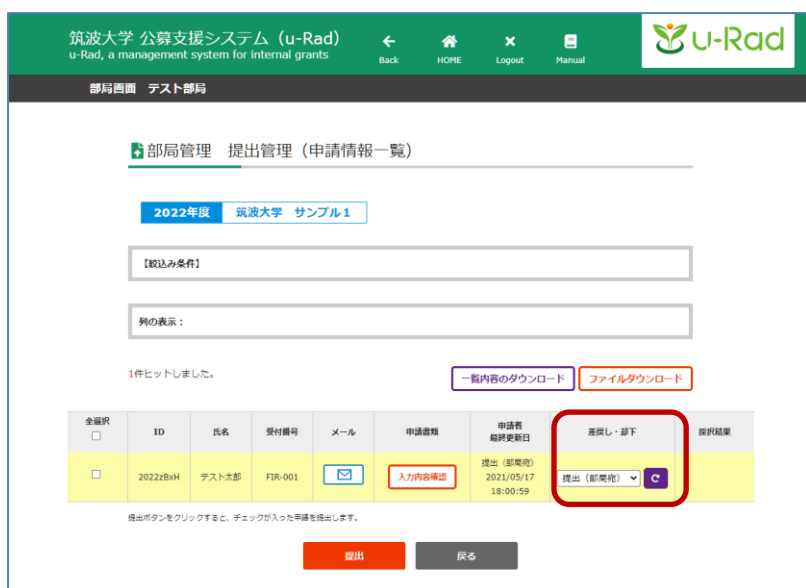 筑波大学 公募支援システム（u-Rad）
u-Rad, a management system for internal grants
Back HOME Logout Manual
u-Rad
部局画面 テスト部局
部局管理 提出管理（申請情報一覧）
2022年度 筑波大学 サンプル１
【絞込み条件】
列の表示：
1件ヒットしました。
一覧内容のダウンロード ファイルダウンロード
全選択 ID 氏名 受付番号 メール 申請書類 申請者 最終更新日 差戻し・却下 採択結果
2022zBxH テスト太郎 FIR-001 入力内容確認 提出（部局宛） 2021/05/17 18:00:59 提出（部局宛）
提出ボタンをクリックすると、チェックが入った申請を提出します。
提出 戻る